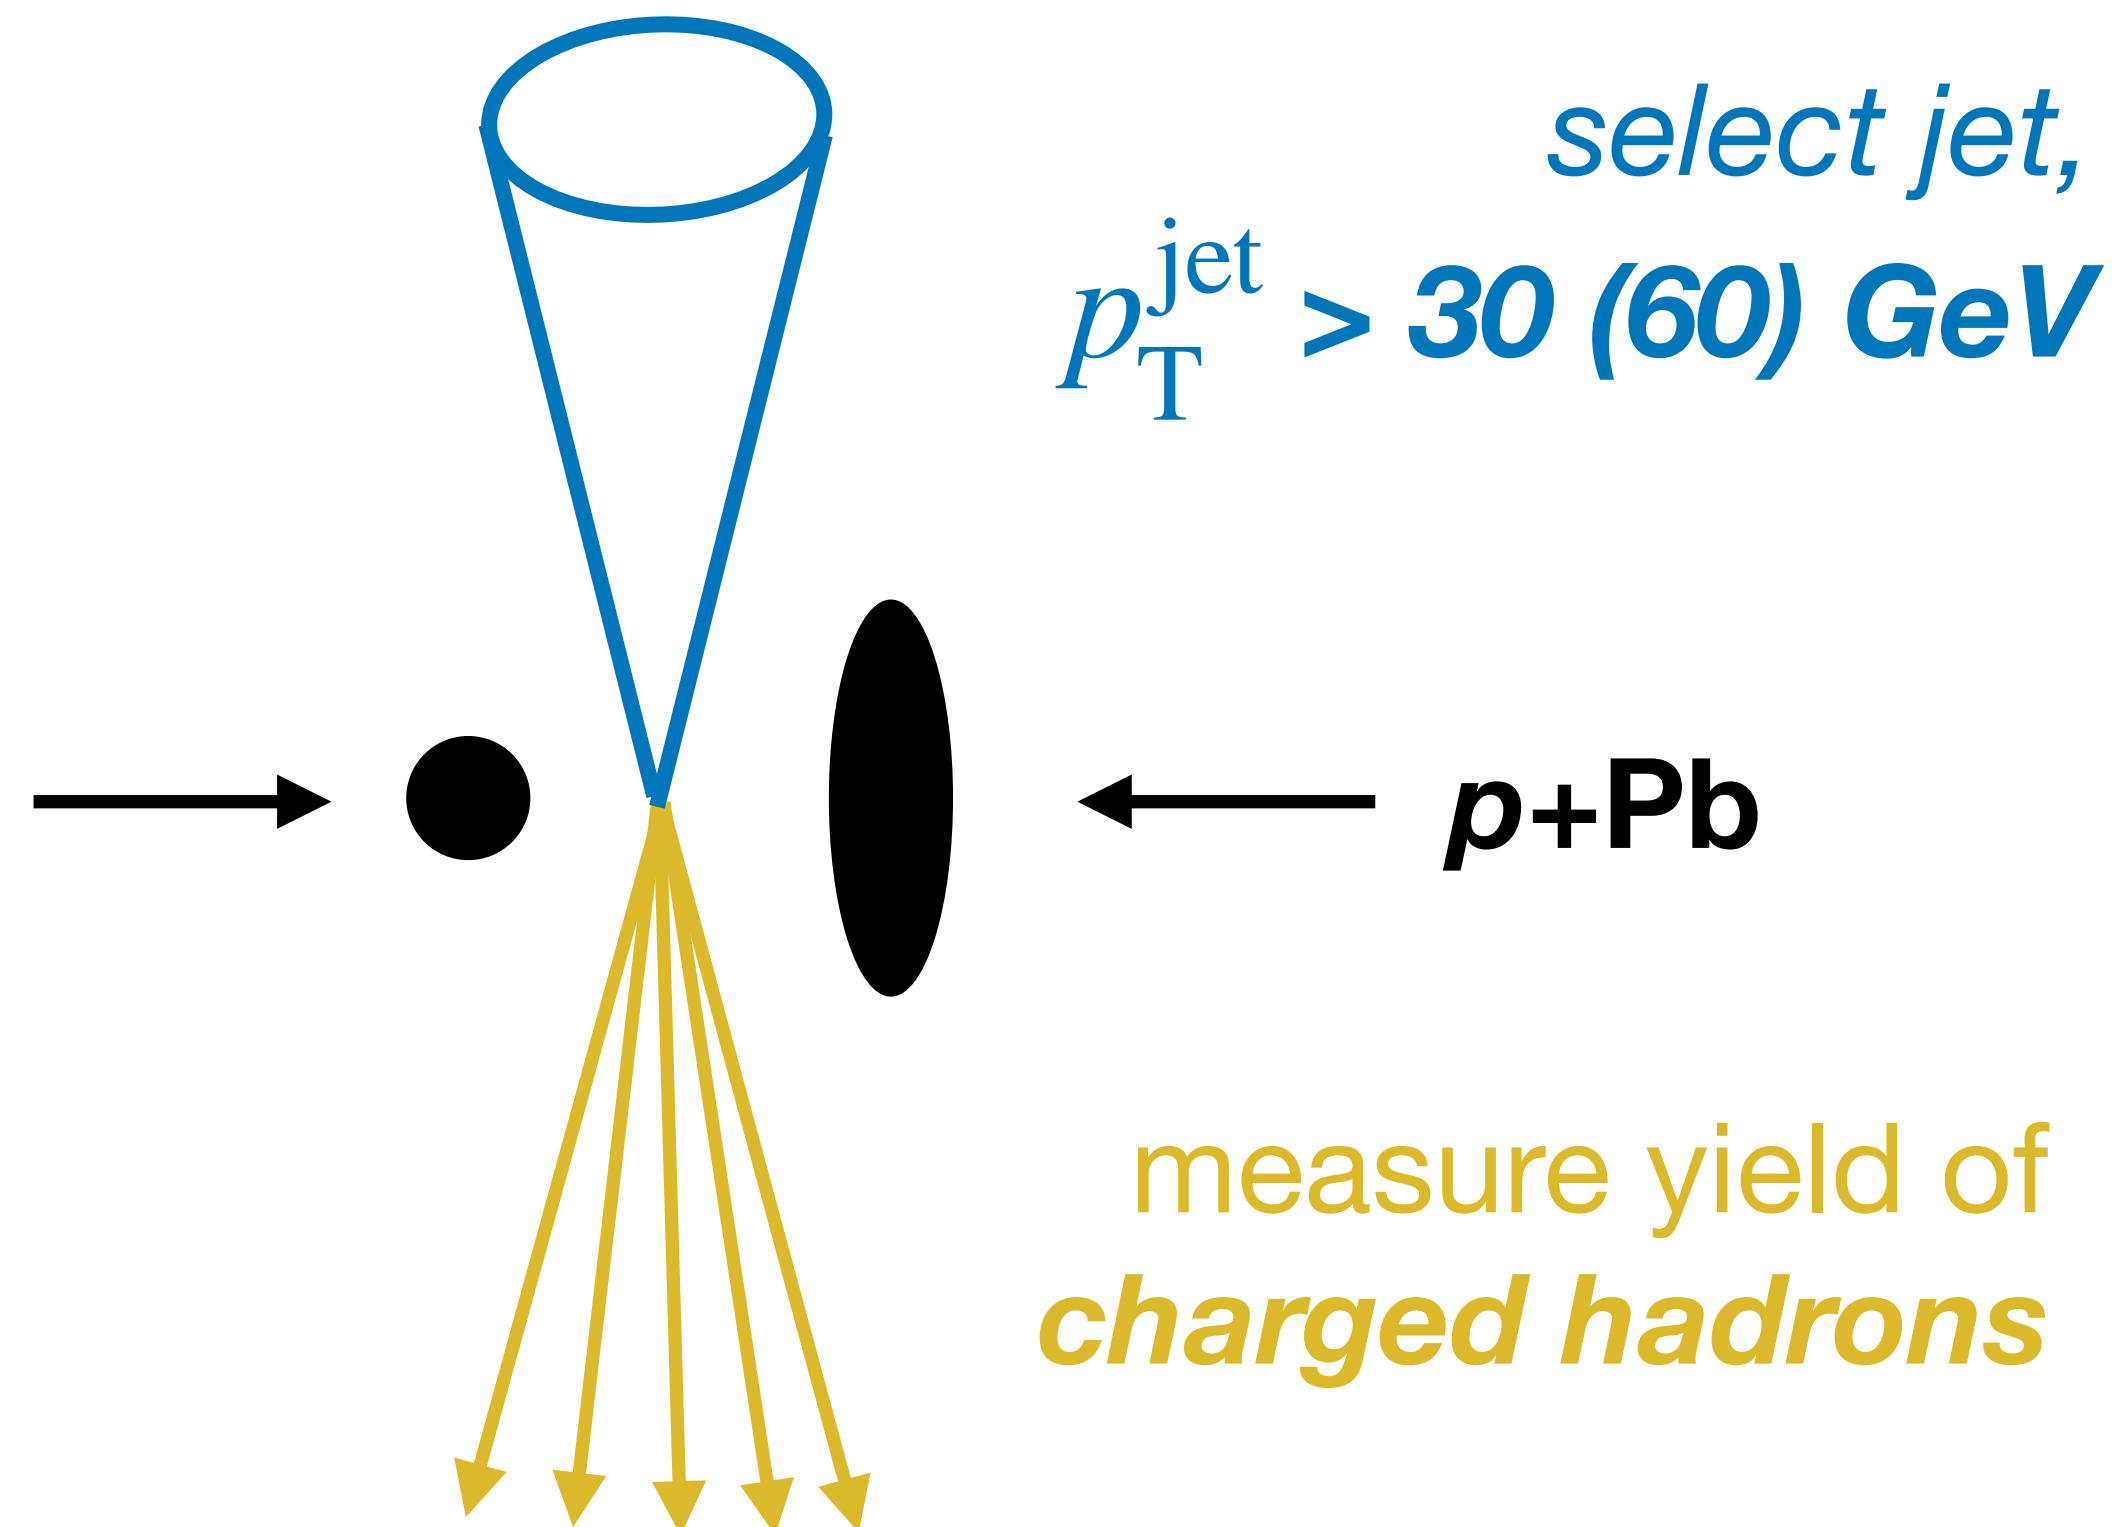 select jet,
p_T^jet > 30 (60) GeV
p+Pb
measure yield of
charged hadrons